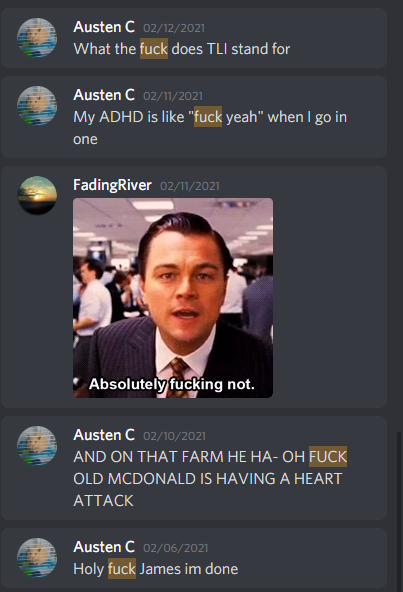 Austen C 02/12/2021
What the fuck does TLI stand for
Austen C 02/11/2021
My ADHD is like "fuck yeah" when I go in
one
FadingRiver 02/11/2021
Absolutely fucking not.
Austen C 02/10/2021
AND ON THAT FARM HE HA- OH FUCK
OLD MCDONALD IS HAVING A HEART
ATTACK
Austen C 02/06/2021
Holy fuck James im done